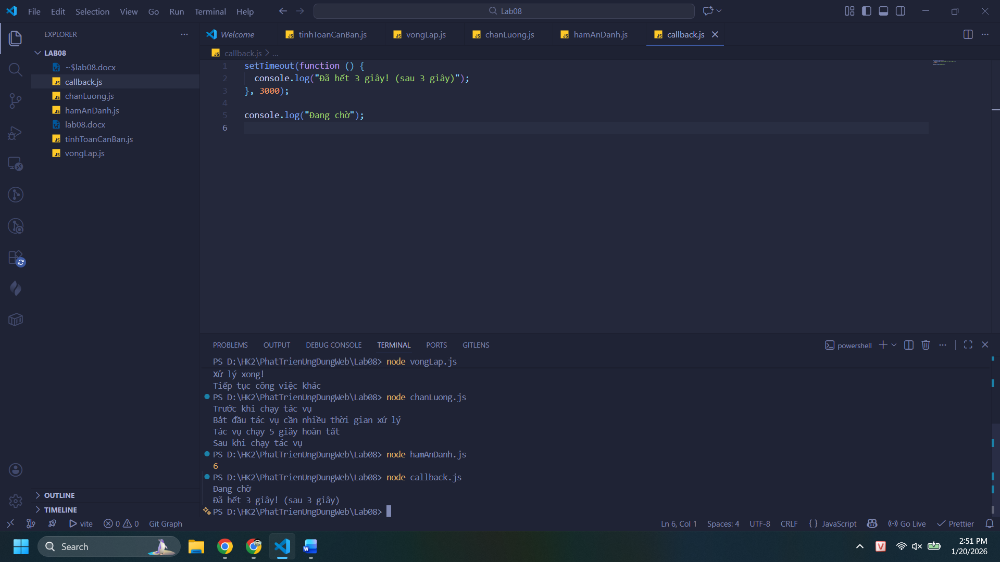 File Edit Selection View Go Run Terminal Help
Lab08
EXPLORER
LAB08
~$lab08.docx
callback.js
chanLuong.js
hamAnDanh.js
lab08.docx
tinhToanCanBan.js
vongLap.js
OUTLINE
TIMELINE
Welcome
tinhToanCanBan.js
vongLap.js
chanLuong.js
hamAnDanh.js
callback.js
callback.js > ...
1 setTimeout(function () {
2 console.log("Đã hết 3 giây! (sau 3 giây)");
3 }, 3000);
4
5 console.log("Đang chờ");
6
PROBLEMS OUTPUT DEBUG CONSOLE TERMINAL PORTS GITLENS
powershell
PS D:\HK2\PhatTrienUngDungWeb\Lab08> node vongLap.js
Xử lý xong!
Tiếp tục công việc khác
PS D:\HK2\PhatTrienUngDungWeb\Lab08> node chanLuong.js
Trước khi chạy tác vụ
Bắt đầu tác vụ cần nhiều thời gian xử lý
Tác vụ chạy 5 giây hoàn tất
Sau khi chạy tác vụ
PS D:\HK2\PhatTrienUngDungWeb\Lab08> node hamAnDanh.js
6
PS D:\HK2\PhatTrienUngDungWeb\Lab08> node callback.js
Đang chờ
Đã hết 3 giây! (sau 3 giây)
PS D:\HK2\PhatTrienUngDungWeb\Lab08>
vite 0 0 Git Graph
Ln 6, Col 1 Spaces: 4 UTF-8 CRLF { } JavaScript Go Live Prettier
Search
2:51 PM
1/20/2026